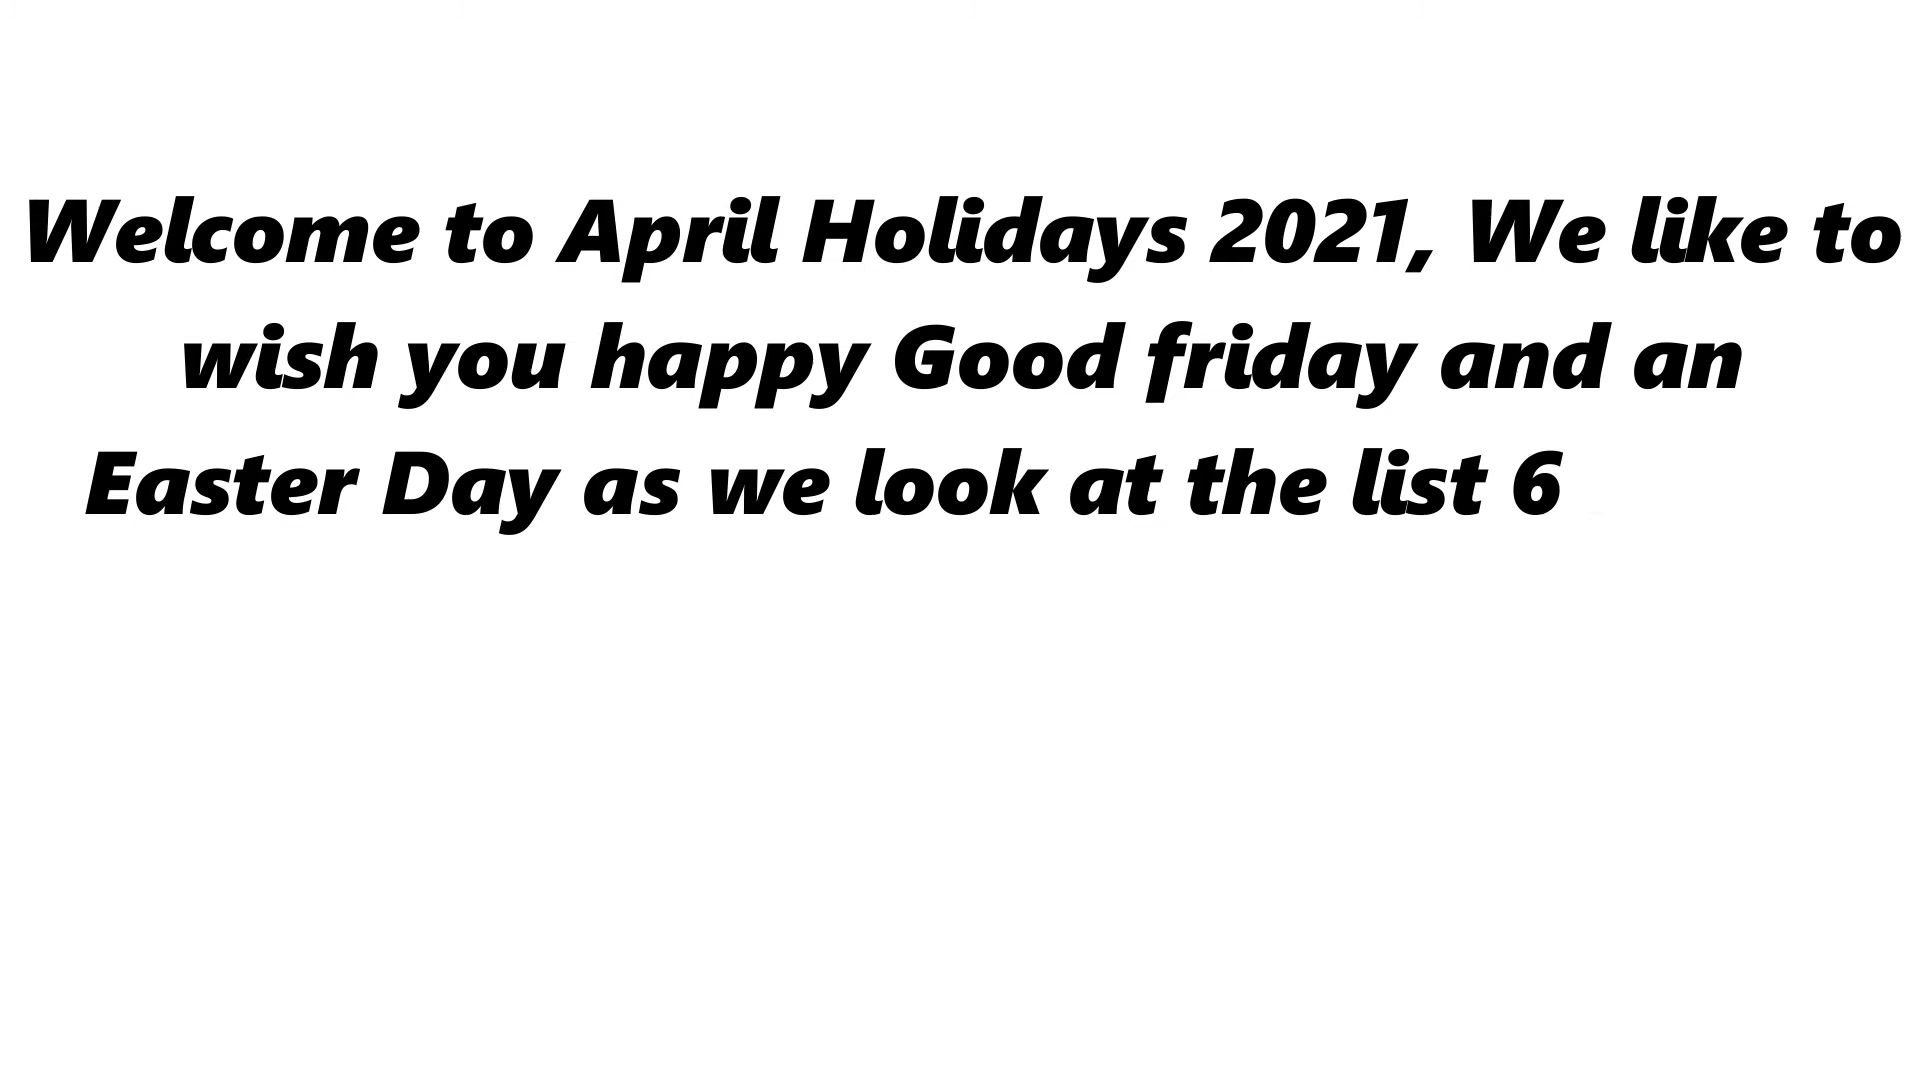 Welcome to April Holidays 2021, We like to
wish you happy Good friday and an
Easter Day as we look at the list 6